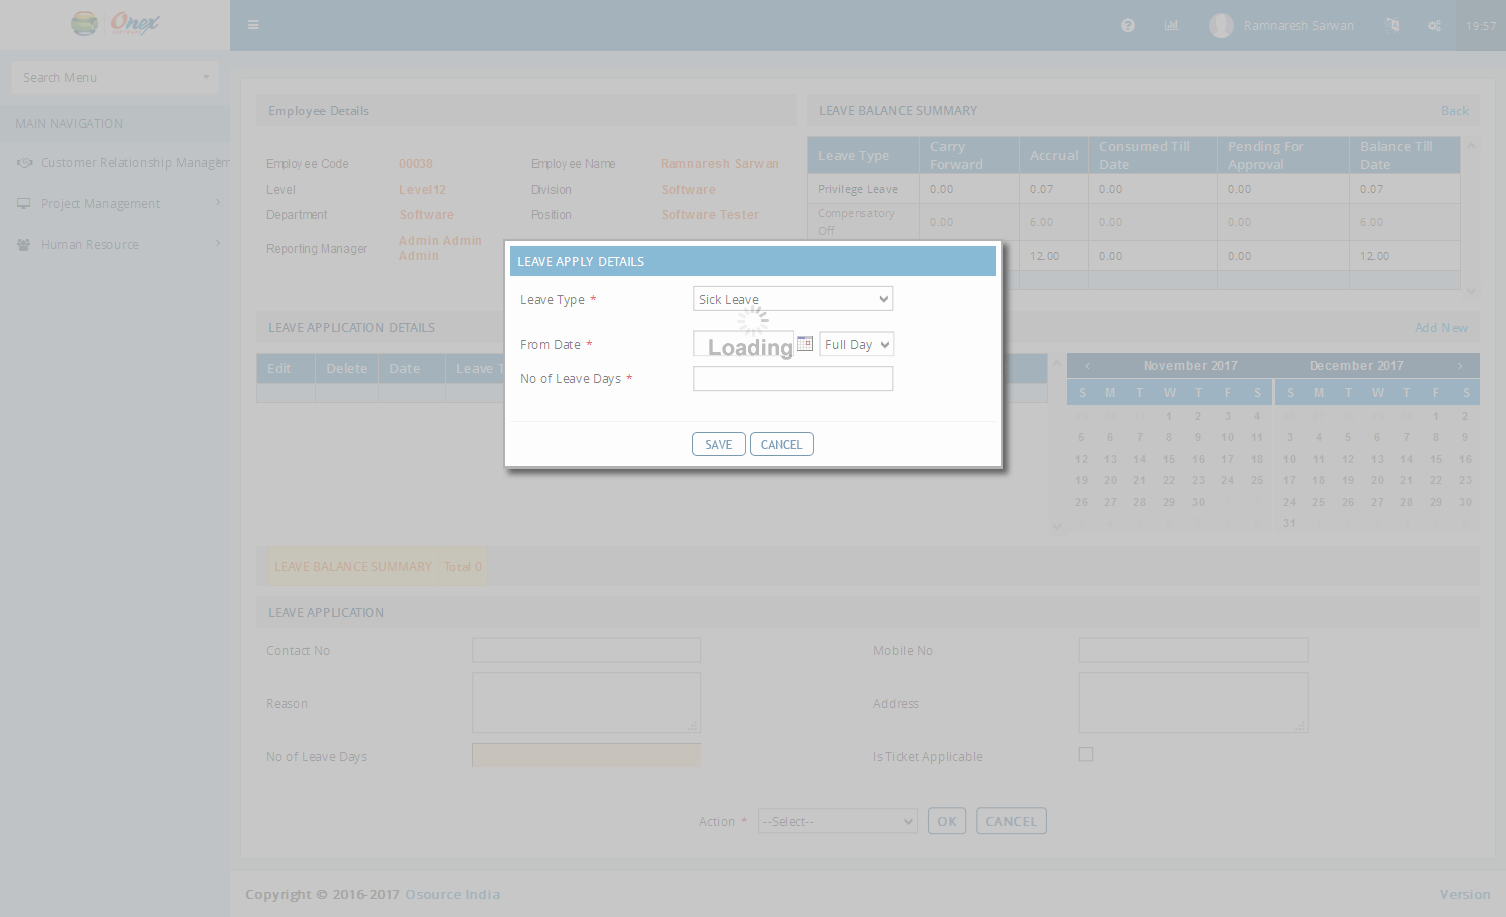 Onex
Ramnaresh Sarwan
19:57
Search Menu
MAIN NAVIGATION
Customer Relationship Managem
Project Management
Human Resource
Employee Details
Employee Code 00038 Employee Name Ramnaresh Sarwan
Level Level12 Division Software
Department Software Position Software Tester
Reporting Manager Admin Admin Admin
LEAVE BALANCE SUMMARY Back
Leave Type Carry Forward Accrual Consumed Till Date Pending For Approval Balance Till Date
Privilege Leave 0.00 0.07 0.00 0.00 0.07
Compensatory Off 0.00 6.00 0.00 0.00 6.00
12.00 0.00 0.00 12.00
LEAVE APPLY DETAILS
Leave Type * Sick Leave
Loading
From Date * Full Day
No of Leave Days *
SAVE CANCEL
LEAVE APPLICATION DETAILS Add New
Edit Delete Date Leave T
‹ November 2017 December 2017 ›
S M T W T F S S M T W T F S
1 2 3 4 1 2
5 6 7 8 9 10 11 3 4 5 6 7 8 9
12 13 14 15 16 17 18 10 11 12 13 14 15 16
19 20 21 22 23 24 25 17 18 19 20 21 22 23
26 27 28 29 30 24 25 26 27 28 29 30
31
LEAVE BALANCE SUMMARY Total 0
LEAVE APPLICATION
Contact No Mobile No
Reason Address
No of Leave Days Is Ticket Applicable
Action * --Select-- OK CANCEL
Copyright © 2016-2017 Osource India Version